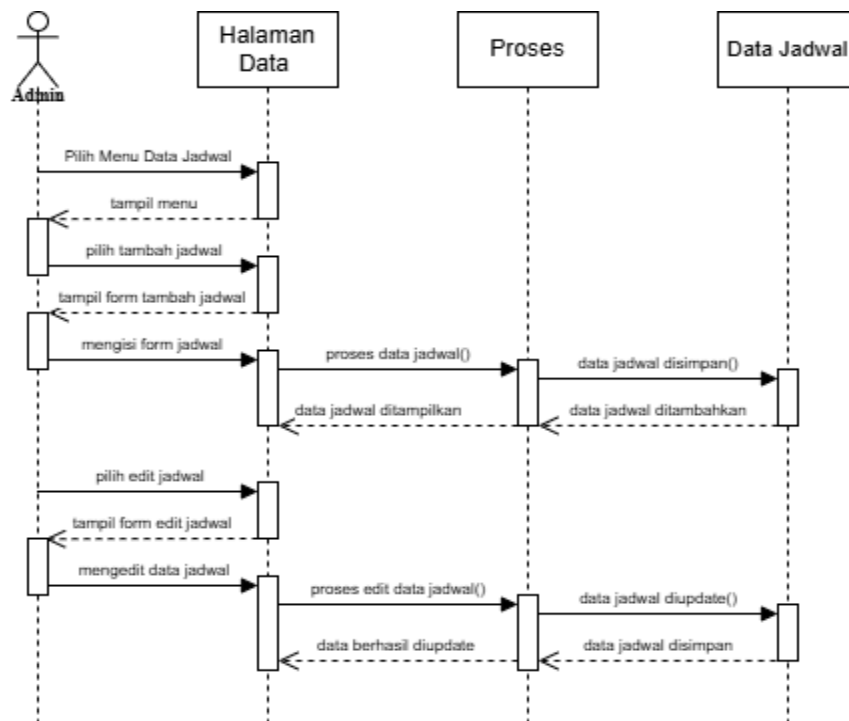 Halaman
Data
Proses
Data Jadwal
Admin
Pilih Menu Data Jadwal
tampil menu
pilih tambah jadwal
tampil form tambah jadwal
mengisi form jadwal
proses data jadwal()
data jadwal disimpan()
data jadwal ditampilkan
data jadwal ditambahkan
pilih edit jadwal
tampil form edit jadwal
mengedit data jadwal
proses edit data jadwal()
data jadwal diupdate()
data berhasil diupdate
data jadwal disimpan